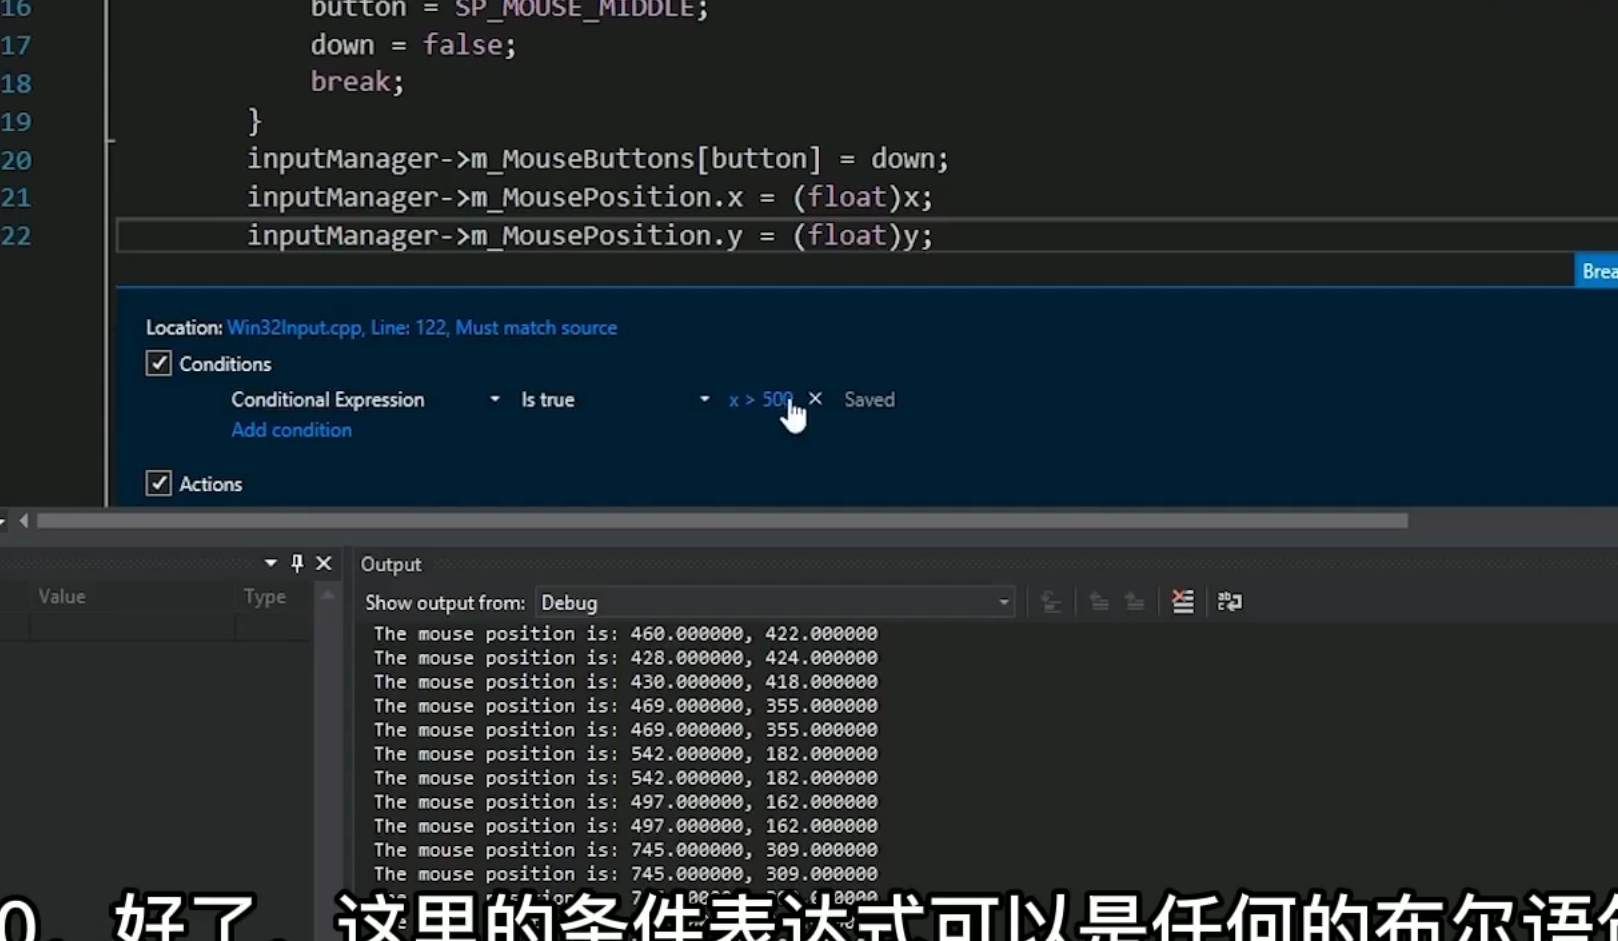 16 button = SP_MOUSE_MIDDLE;
17 down = false;
18 break;
19 }
20 inputManager->m_MouseButtons[button] = down;
21 inputManager->m_MousePosition.x = (float)x;
22 inputManager->m_MousePosition.y = (float)y;
Brea
Location: Win32Input.cpp, Line: 122, Must match source
Conditions
Conditional Expression Is true x > 500 Saved
Add condition
Actions
Output
Value Type
Show output from: Debug
The mouse position is: 460.000000, 422.000000
The mouse position is: 428.000000, 424.000000
The mouse position is: 430.000000, 418.000000
The mouse position is: 469.000000, 355.000000
The mouse position is: 469.000000, 355.000000
The mouse position is: 542.000000, 182.000000
The mouse position is: 542.000000, 182.000000
The mouse position is: 497.000000, 162.000000
The mouse position is: 497.000000, 162.000000
The mouse position is: 745.000000, 309.000000
The mouse position is: 745.000000, 309.000000
0。好了，这里的条件表达式可以是任何的布尔语